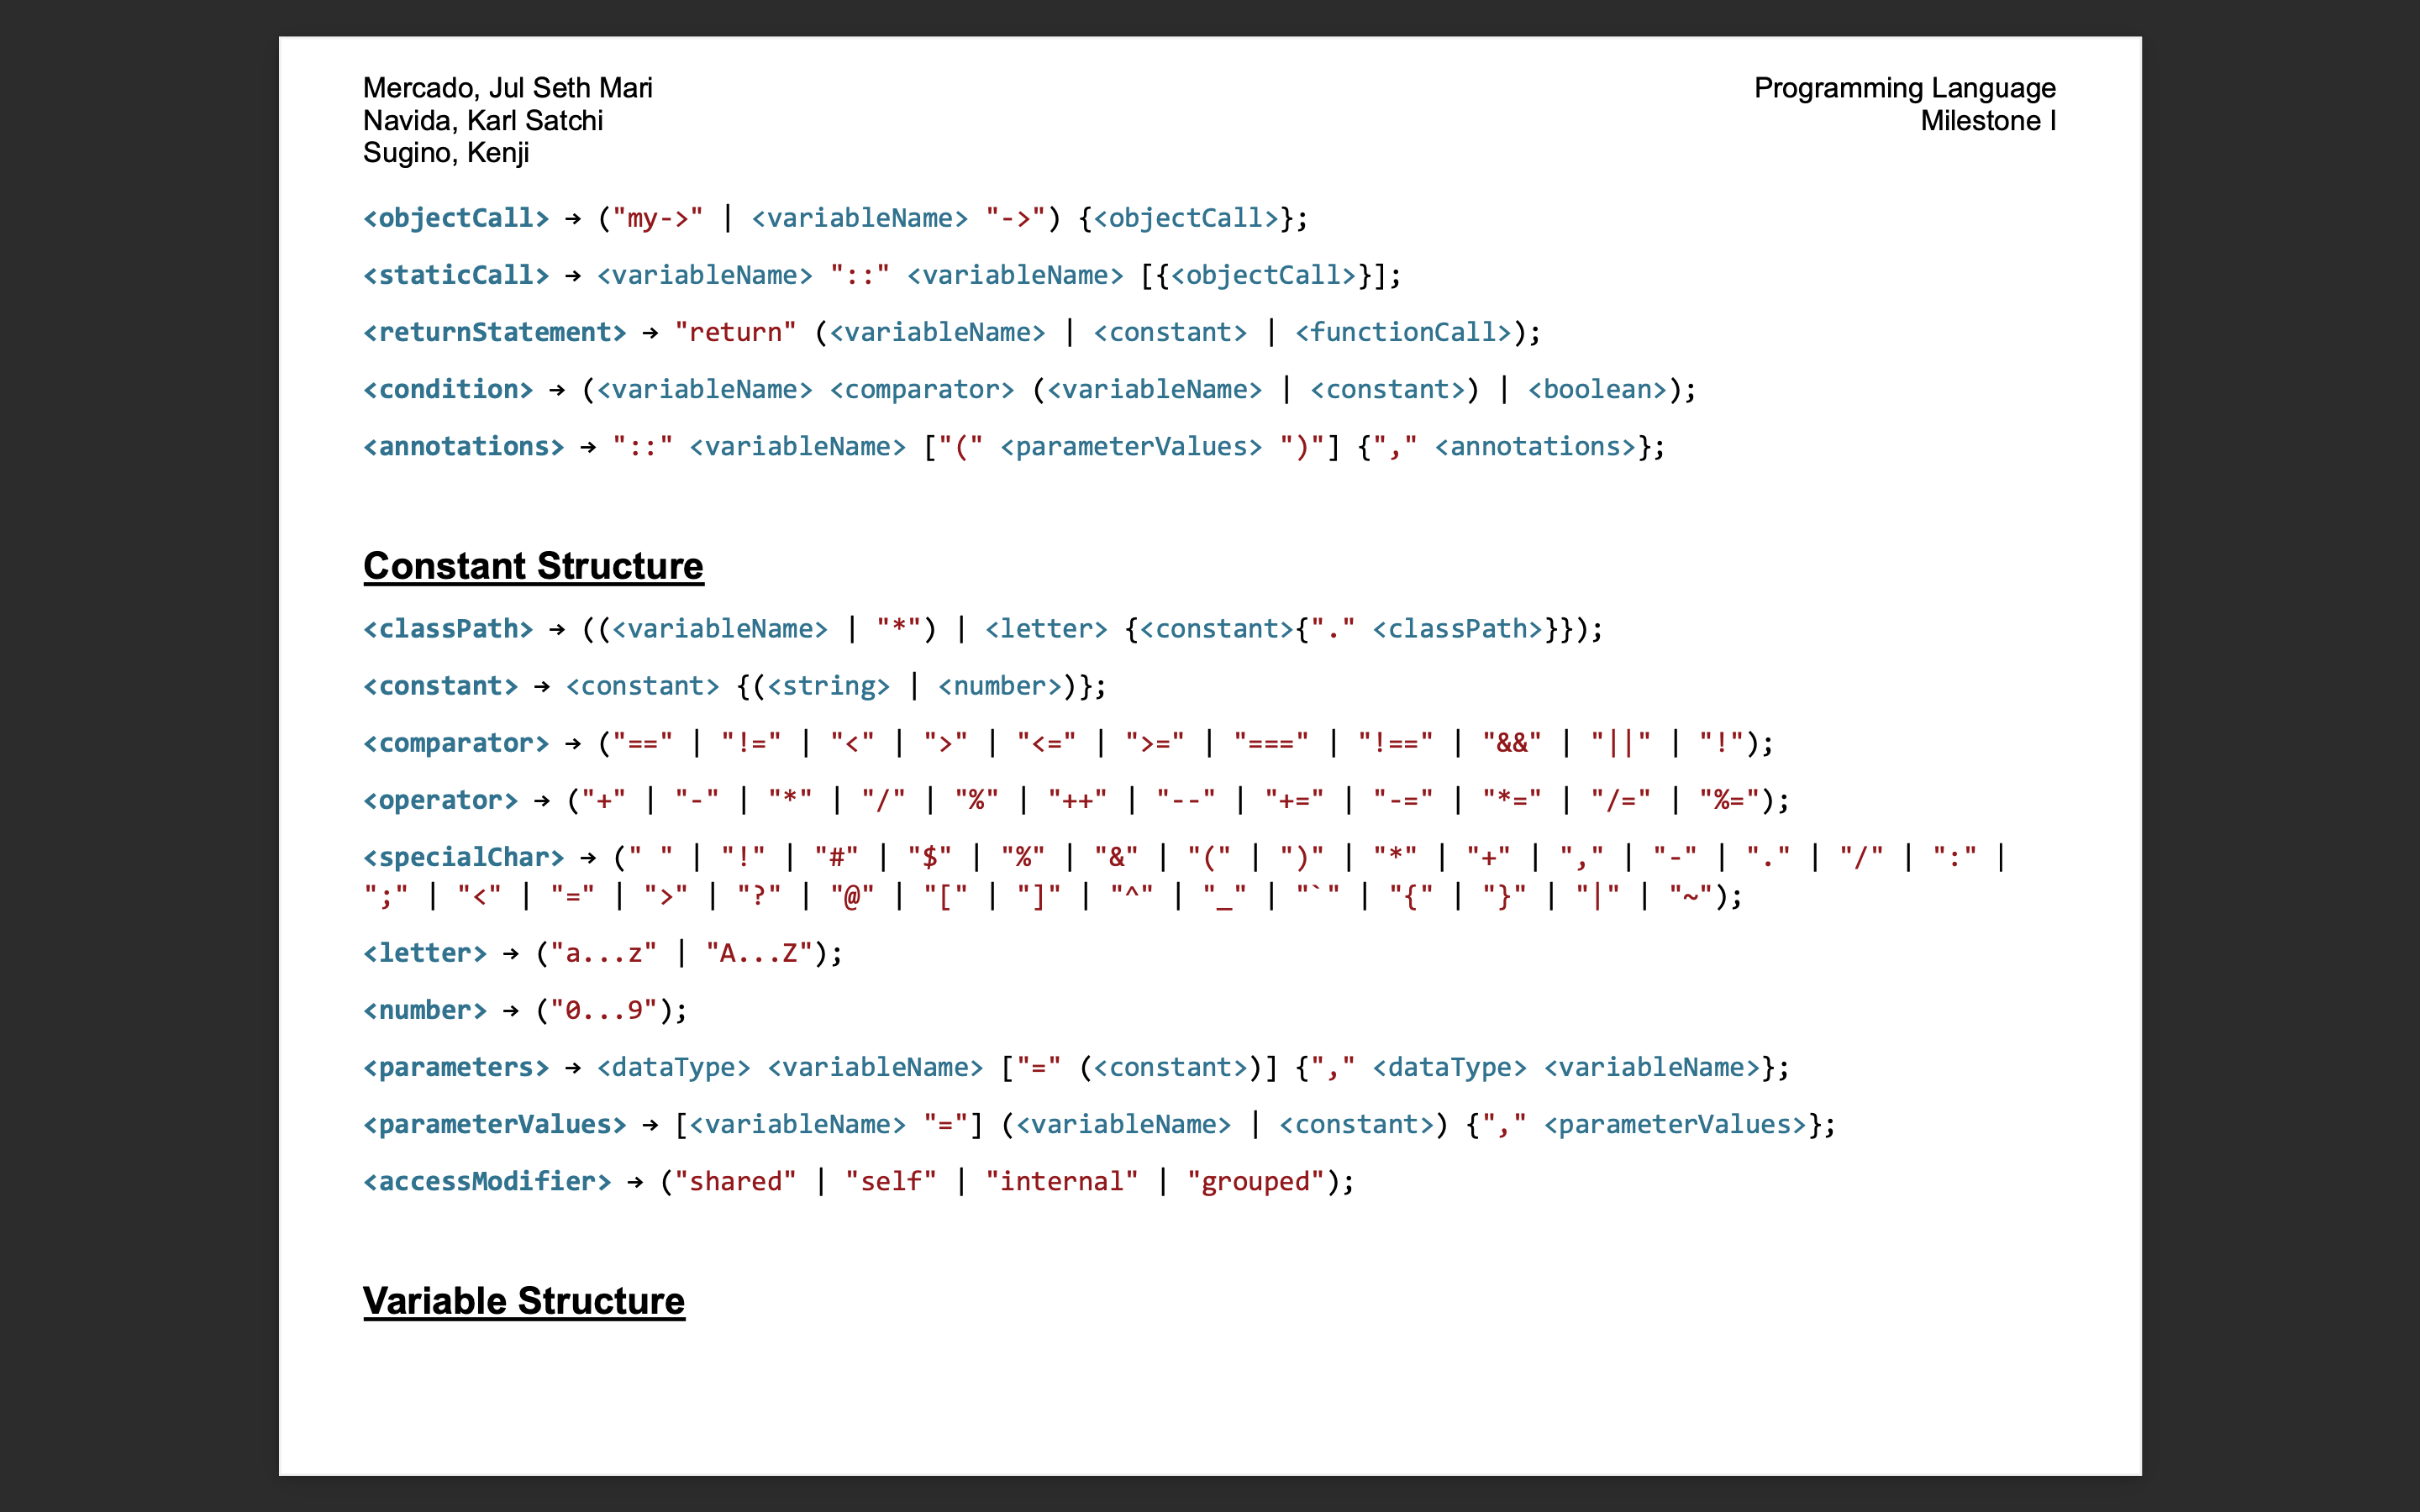 Mercado, Jul Seth Mari
Programming Language
Navida, Karl Satchi
Milestone I
Sugino, Kenji
<objectCall> → ("my->" | <variableName> "->") {<objectCall>};
<staticCall> → <variableName> "::" <variableName> [{<objectCall>}];
<returnStatement> → "return" (<variableName> | <constant> | <functionCall>);
<condition> → (<variableName> <comparator> (<variableName> | <constant>) | <boolean>);
<annotations> → "::" <variableName> ["(" <parameterValues> ")"] {"," <annotations>};
Constant Structure
<classPath> → ((<variableName> | "*") | <letter> {<constant>{"." <classPath>}});
<constant> → <constant> {(<string> | <number>)};
<comparator> → ("==" | "!=" | "<" | ">" | "<=" | ">=" | "===" | "!==" | "&&" | "||" | "!");
<operator> → ("+" | "-" | "*" | "/" | "%" | "++" | "--" | "+=" | "-=" | "*=" | "/=" | "%=");
<specialChar> → (" " | "!" | "#" | "$" | "%" | "&" | "(" | ")" | "*" | "+" | "," | "-" | "." | "/" | ":" |
";" | "<" | "=" | ">" | "?" | "@" | "[" | "]" | "^" | "_" | "`" | "{" | "}" | "|" | "~");
<letter> → ("a...z" | "A...Z");
<number> → ("0...9");
<parameters> → <dataType> <variableName> ["=" (<constant>)] {"," <dataType> <variableName>};
<parameterValues> → [<variableName> "="] (<variableName> | <constant>) {"," <parameterValues>};
<accessModifier> → ("shared" | "self" | "internal" | "grouped");
Variable Structure